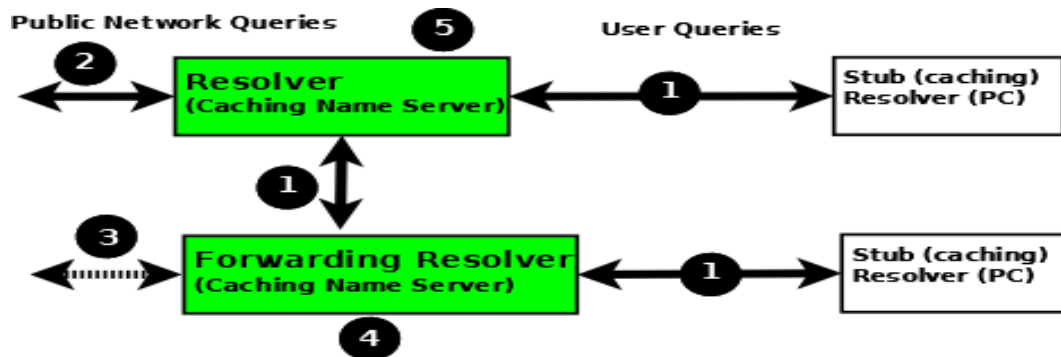 Public Network Queries
5
User Queries
2
Resolver
(Caching Name Server)
1
Stub (caching)
Resolver (PC)
1
3
Forwarding Resolver
(Caching Name Server)
1
Stub (caching)
Resolver (PC)
4